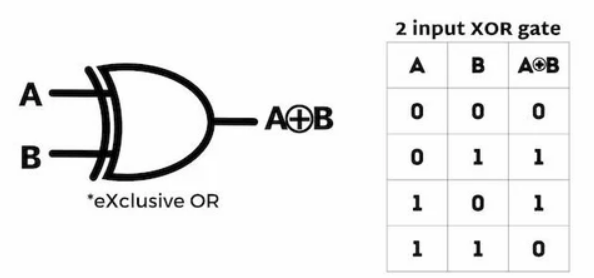 A
B
A⊕B
*eXclusive OR
2 input XOR gate
A B A⊕B
0 0 0
0 1 1
1 0 1
1 1 0